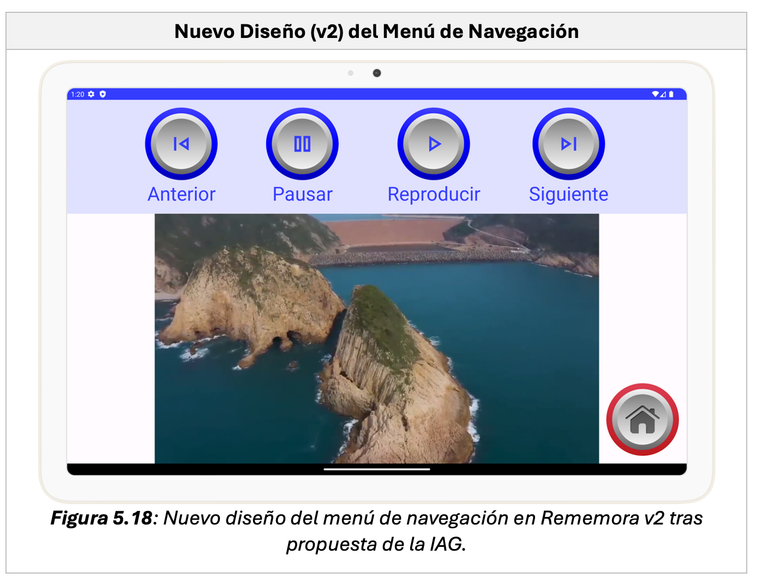 Nuevo Diseño (v2) del Menú de Navegación
1:20
Anterior
Pausar
Reproducir
Siguiente
Figura 5.18: Nuevo diseño del menú de navegación en Rememora v2 tras
propuesta de la IAG.